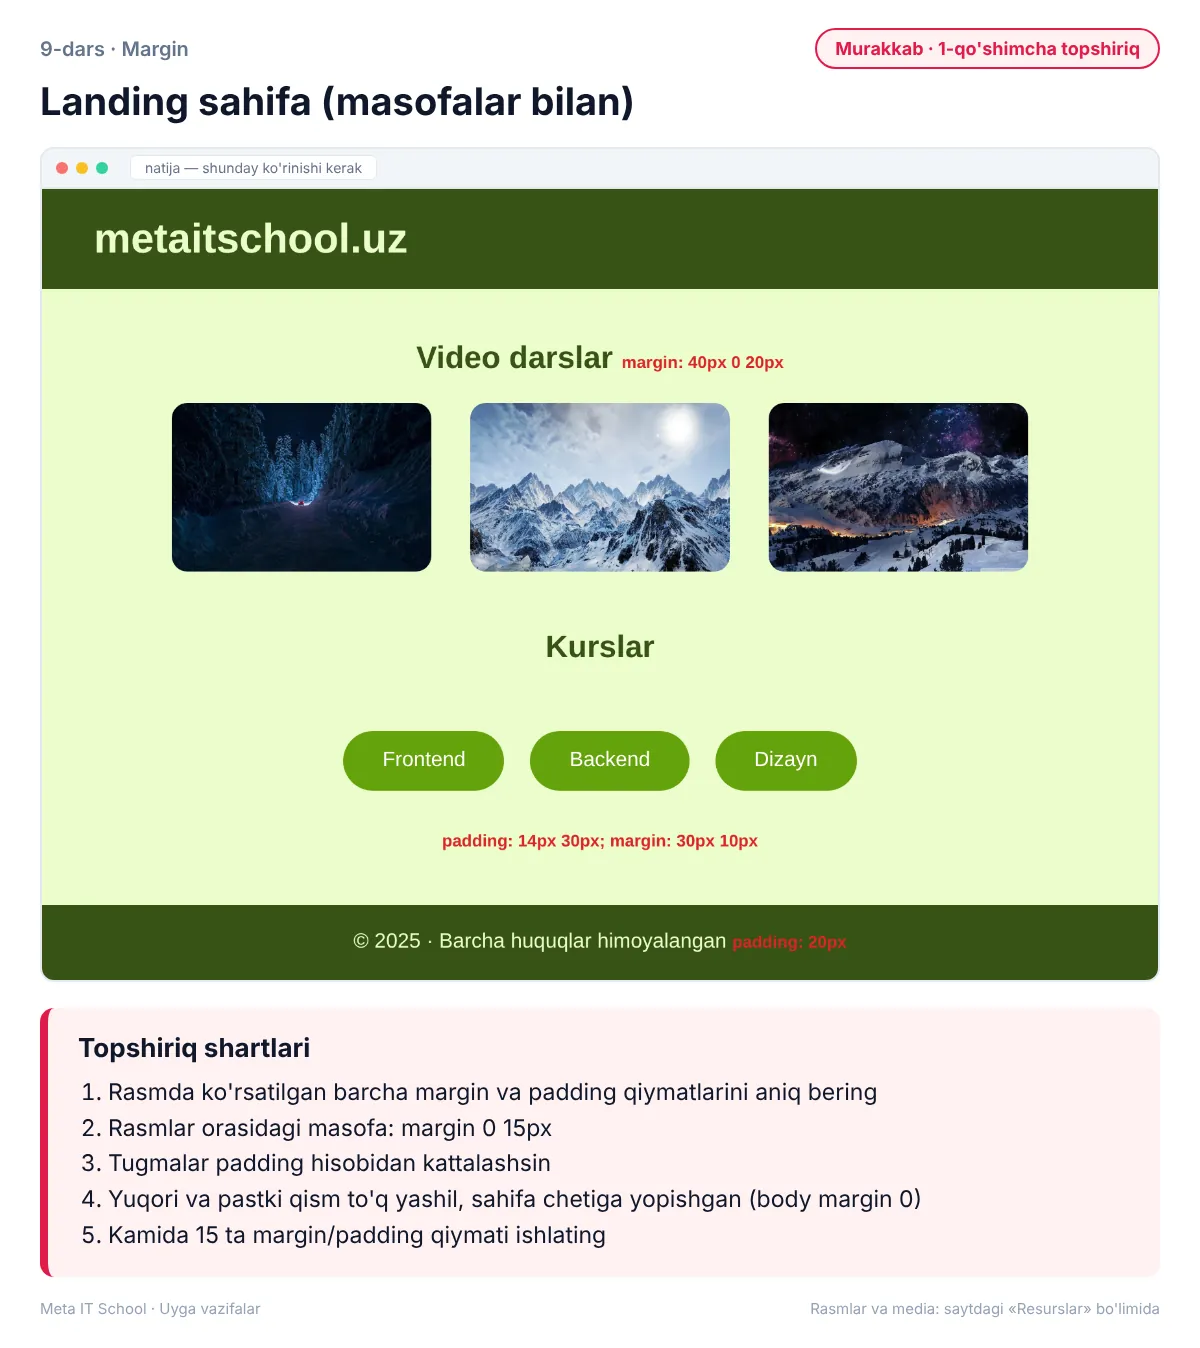 9-dars · Margin
Murakkab · 1-qo'shimcha topshiriq
Landing sahifa (masofalar bilan)
natija — shunday ko'rinishi kerak
metaitschool.uz
Video darslar margin: 40px 0 20px
Kurslar
Frontend
Backend
Dizayn
padding: 14px 30px; margin: 30px 10px
© 2025 · Barcha huquqlar himoyalangan padding: 20px
Topshiriq shartlari
1. Rasmda ko'rsatilgan barcha margin va padding qiymatlarini aniq bering
2. Rasmlar orasidagi masofa: margin 0 15px
3. Tugmalar padding hisobidan kattalashsin
4. Yuqori va pastki qism to'q yashil, sahifa chetiga yopishgan (body margin 0)
5. Kamida 15 ta margin/padding qiymati ishlating
Meta IT School · Uyga vazifalar
Rasmlar va media: saytdagi «Resurslar» bo'limida